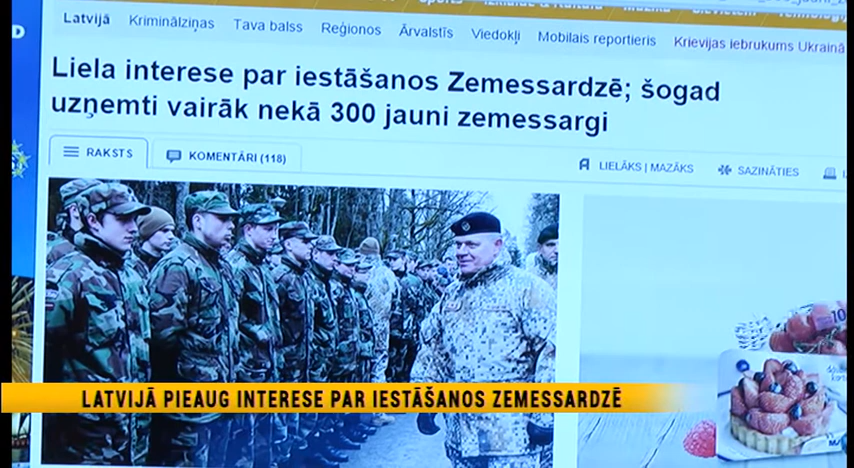 Latvijā Kriminālziņas Tava balss Reģionos Ārvalstīs Viedokļi Mobilais reportieris Krievijas iebrukums Ukrainā
Liela interese par iestāšanos Zemessardzē; šogad
uzņemti vairāk nekā 300 jauni zemessargi
RAKSTS KOMENTĀRI (118) A LIELĀKS | MAZĀKS SAZINĀTIES
LATVIJĀ PIEAUG INTERESE PAR IESTĀŠANOS ZEMESSARDZĒ